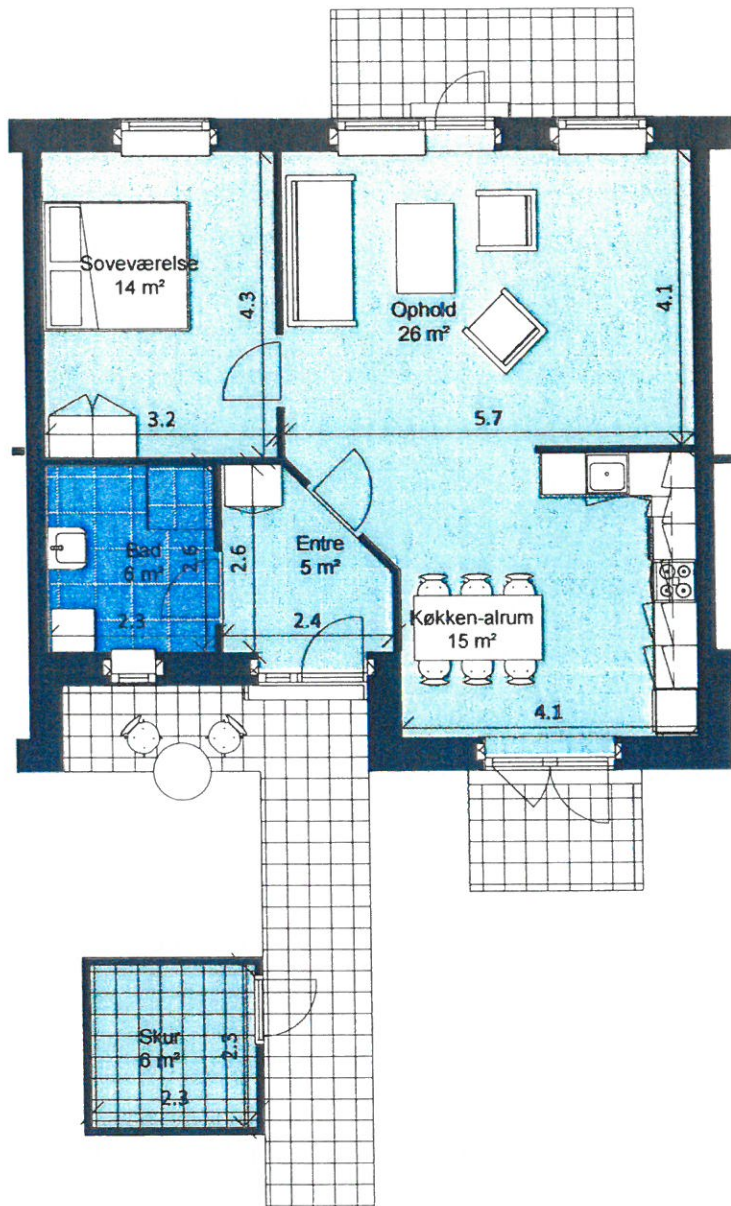 Soveværelse
14 m²
4.3
3.2
Ophold
26 m²
4.1
5.7
Bad
6 m²
2.6
2.3
2.6
Entre
5 m²
2.4
Køkken-alrum
15 m²
4.1
Skur
6 m²
2.3
2.3